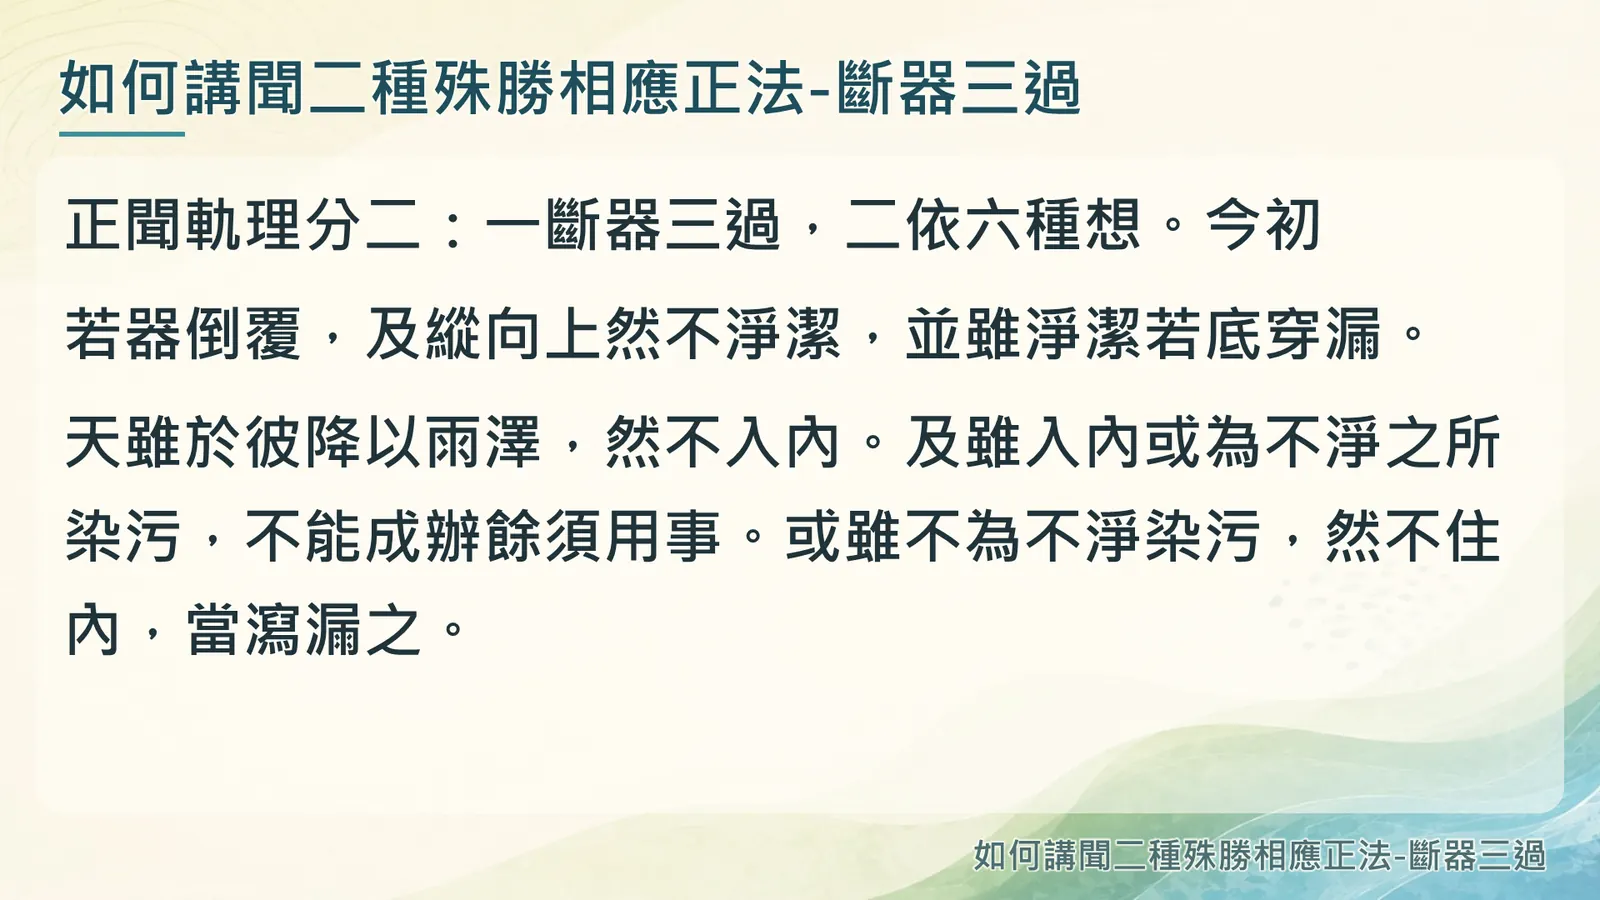 如何講聞二種殊勝相應正法-斷器三過
正聞軌理分二：一斷器三過，二依六種想。今初
若器倒覆，及縱向上然不淨潔，並雖淨潔若底穿漏。
天雖於彼降以雨澤，然不入內。及雖入內或為不淨之所
染污，不能成辦餘須用事。或雖不為不淨染污，然不住
內，當瀉漏之。
如何講聞二種殊勝相應正法-斷器三過